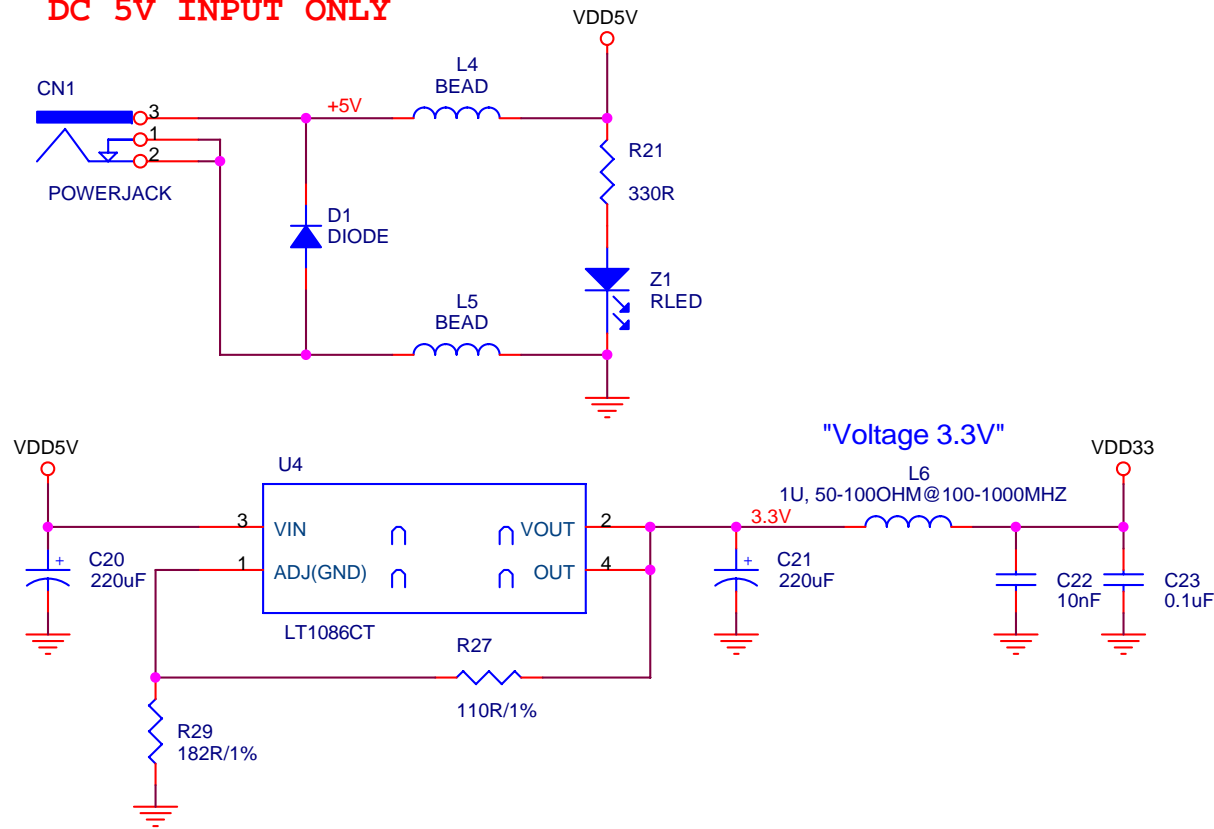 DC 5V INPUT ONLY
VDD5V
L4
BEAD
CN1
+5V
3
1
2
POWERJACK
R21
330R
D1
DIODE
Z1
RLED
L5
BEAD
"Voltage 3.3V"
VDD5V
VDD33
U4
L6
1U, 50-100OHM@100-1000MHZ
3
VIN
VOUT
2
3.3V
1
ADJ(GND)
OUT
4
C20
220uF
+
C21
220uF
+
C22
10nF
C23
0.1uF
LT1086CT
R27
110R/1%
R29
182R/1%